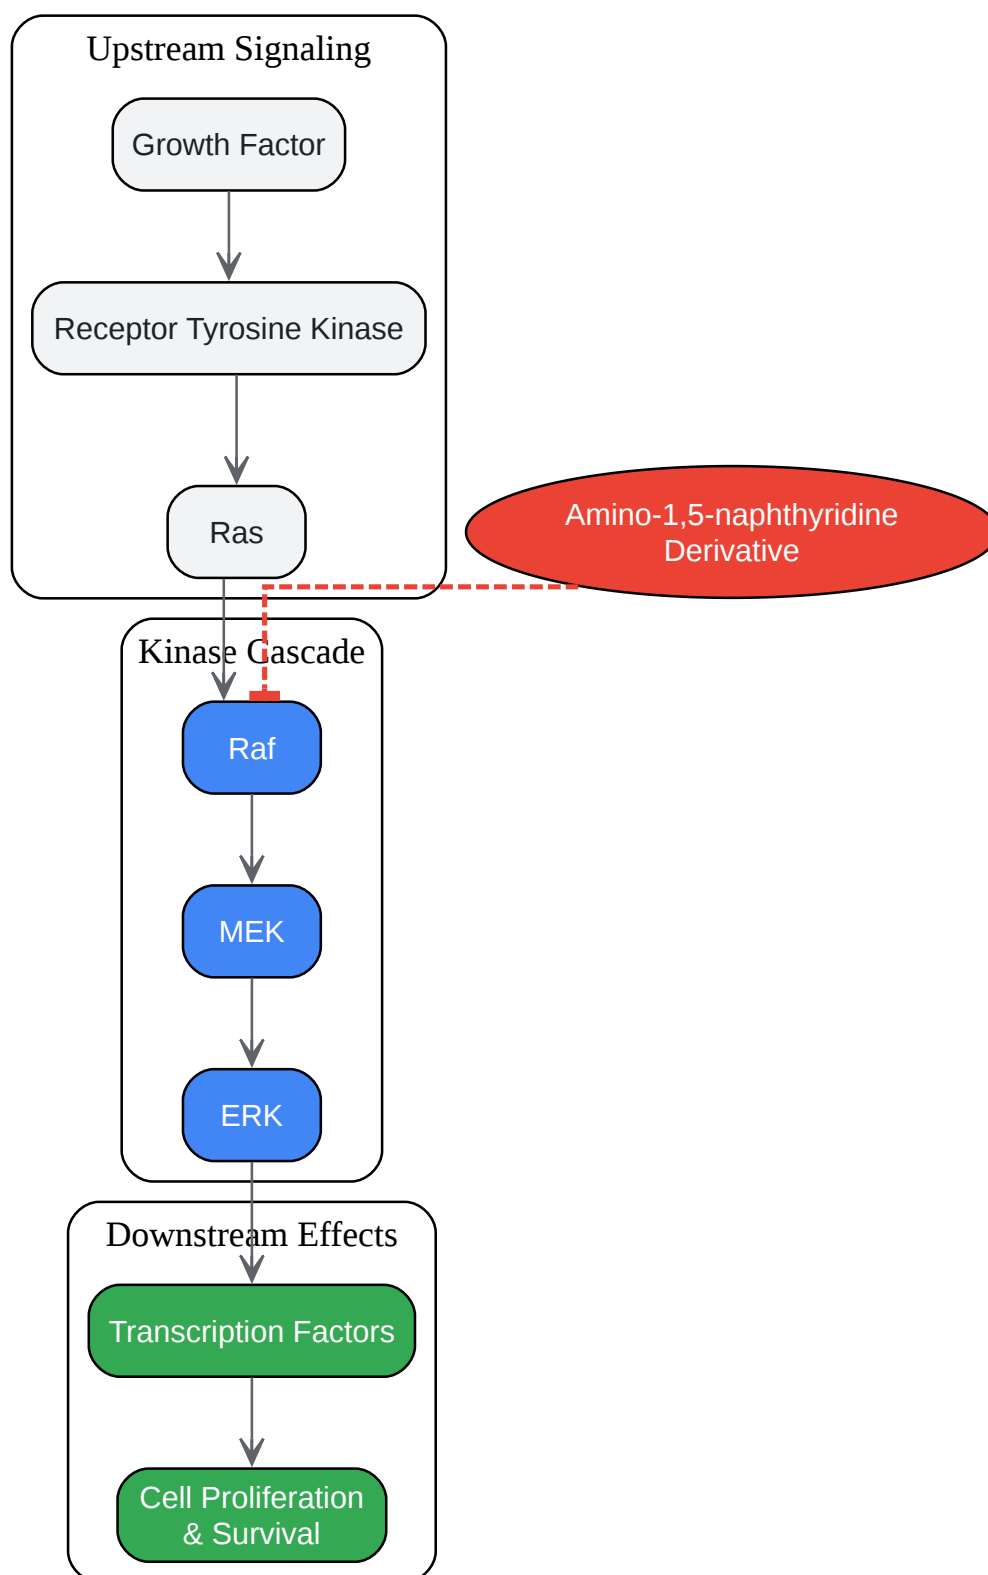 Upstream Signaling
Growth Factor
Receptor Tyrosine Kinase
Ras
Amino-1,5-naphthyridine
Derivative
Kinase Cascade
Raf
MEK
ERK
Downstream Effects
Transcription Factors
Cell Proliferation
& Survival